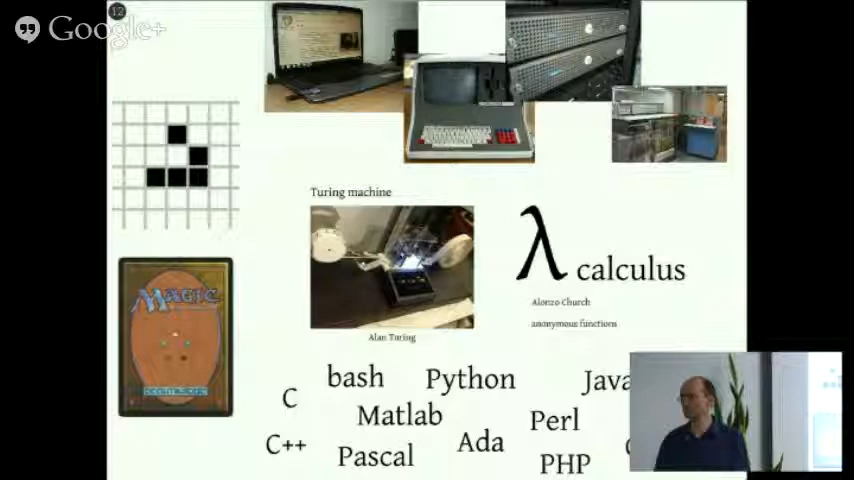 12
Google+
Turing machine
λ calculus
Alonzo Church
anonymous functions
Alan Turing
MAGIC
bash Python Java
C
Matlab Perl
C++ Ada
Pascal PHP